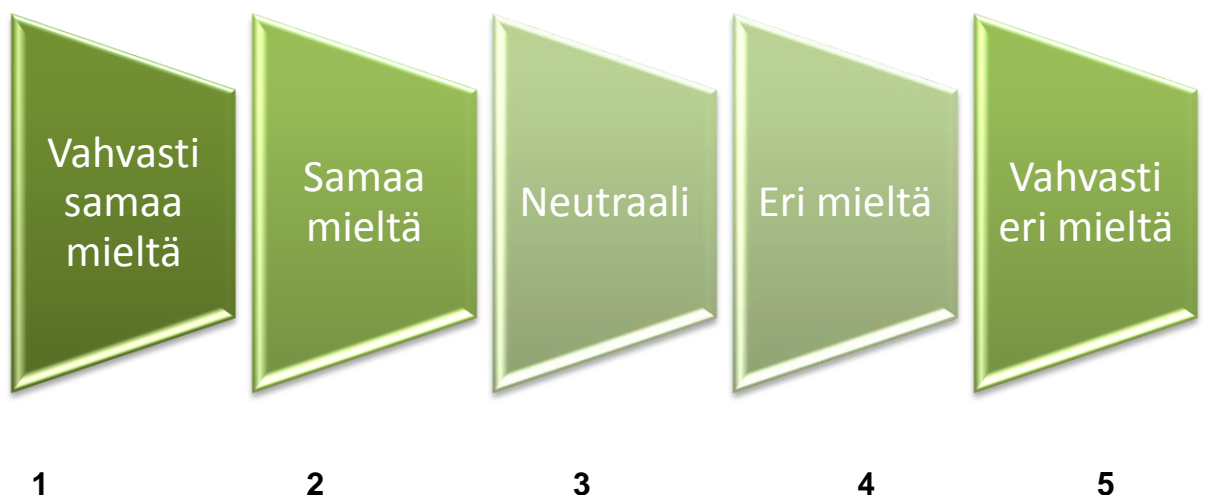 Vahvasti
samaa
mieltä
Samaa
mieltä
Neutraali
Eri mieltä
Vahvasti
eri mieltä
1 2 3 4 5